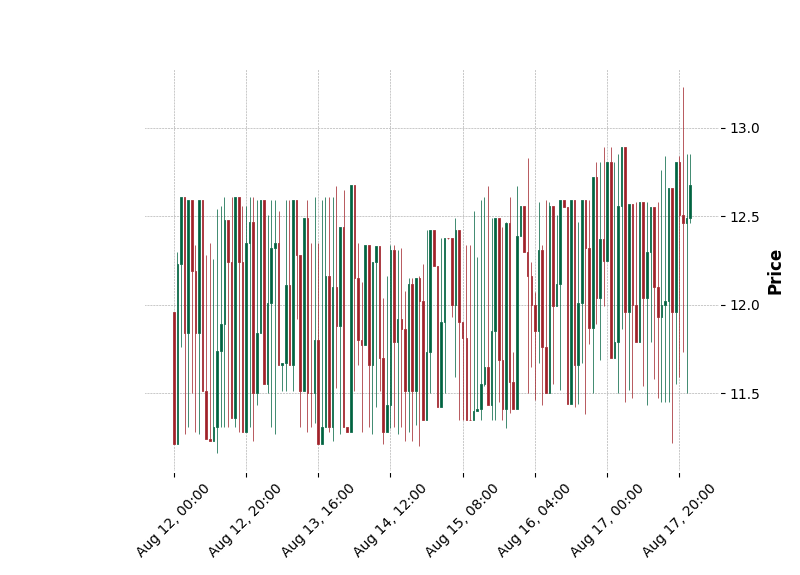 13.0
12.5
12.0
11.5
Price
Aug 12, 00:00
Aug 12, 20:00
Aug 13, 16:00
Aug 14, 12:00
Aug 15, 08:00
Aug 16, 04:00
Aug 17, 00:00
Aug 17, 20:00